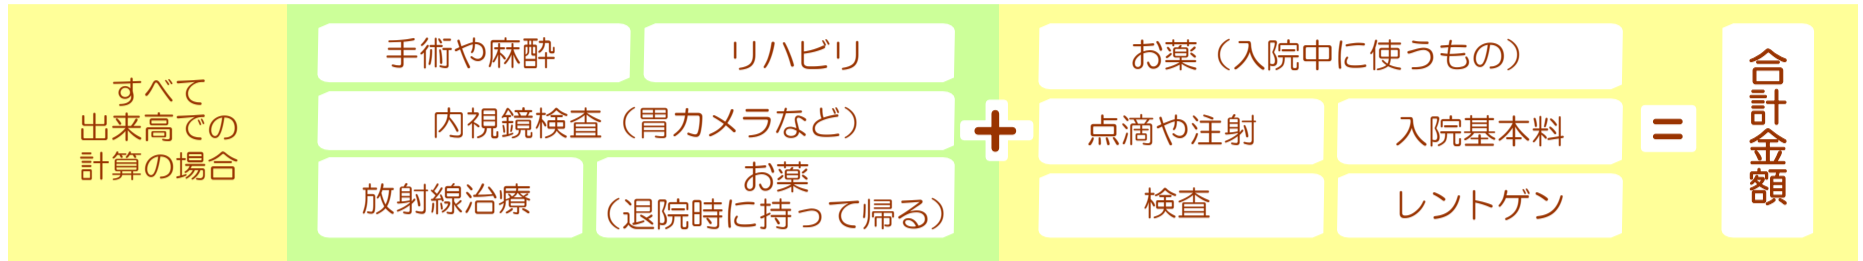 すべて
出来高での
計算の場合
手術や麻酔
リハビリ
内視鏡検査（胃カメラなど）
放射線治療
お薬
（退院時に持って帰る）
+
お薬（入院中に使うもの）
点滴や注射
入院基本料
検査
レントゲン
=
合計金額